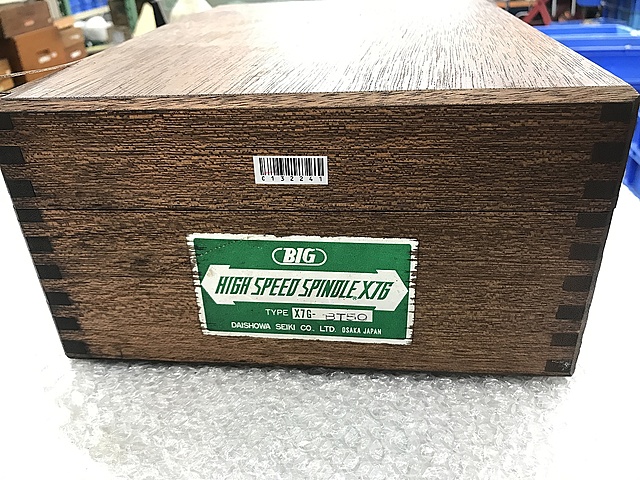 C132241
BIG
HIGH SPEED SPINDLE X7G
TYPE X7G- BT50
DAISHOWA SEIKI CO. LTD OSAKA JAPAN